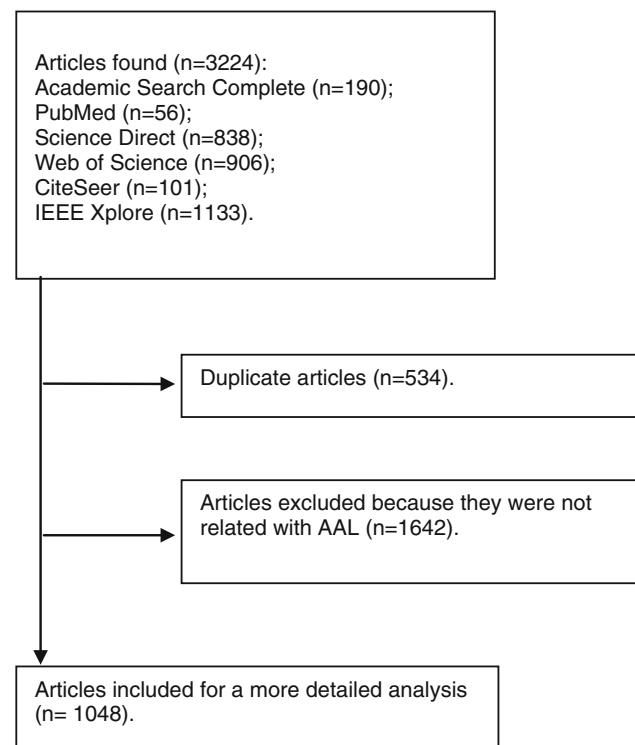 Articles found (n=3224):
Academic Search Complete (n=190);
PubMed (n=56);
Science Direct (n=838);
Web of Science (n=906);
CiteSeer (n=101);
IEEE Xplore (n=1133).
Duplicate articles (n=534).
Articles excluded because they were not
related with AAL (n=1642).
Articles included for a more detailed analysis
(n= 1048).